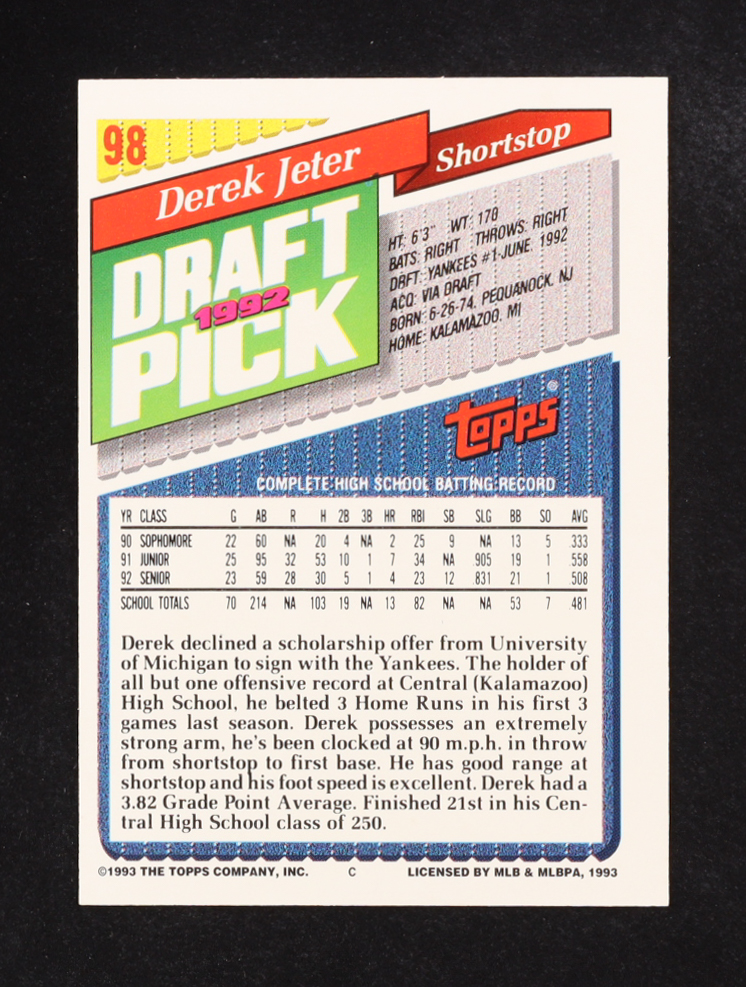 98
Derek Jeter
Shortstop
DRAFT
1992
PICK
HT: 6'3" WT: 178
BATS: RIGHT THROWS: RIGHT
DRFT: YANKEES #1-JUNE, 1992
ACQ: VIA DRAFT
BORN: 6-26-74, PEQUANOCK, NJ
HOME: KALAMAZOO, MI
Topps
COMPLETE HIGH SCHOOL BATTING RECORD
YR CLASS G AB R H 2B 3B HR RBI SB SLG BB SO AVG
90 SOPHOMORE 22 60 NA 20 4 NA 2 25 9 NA 13 5 .333
91 JUNIOR 25 95 32 53 10 1 7 34 NA .905 19 1 .558
92 SENIOR 23 59 28 30 5 1 4 23 12 .831 21 1 .508
SCHOOL TOTALS 70 214 NA 103 19 NA 13 82 NA NA 53 7 .481
Derek declined a scholarship offer from University
of Michigan to sign with the Yankees. The holder of
all but one offensive record at Central (Kalamazoo)
High School, he belted 3 Home Runs in his first 3
games last season. Derek possesses an extremely
strong arm, he's been clocked at 90 m.p.h. in throw
from shortstop to first base. He has good range at
shortstop and his foot speed is excellent. Derek had a
3.82 Grade Point Average. Finished 21st in his Cen-
tral High School class of 250.
©1993 THE TOPPS COMPANY, INC. C LICENSED BY MLB & MLBPA, 1993